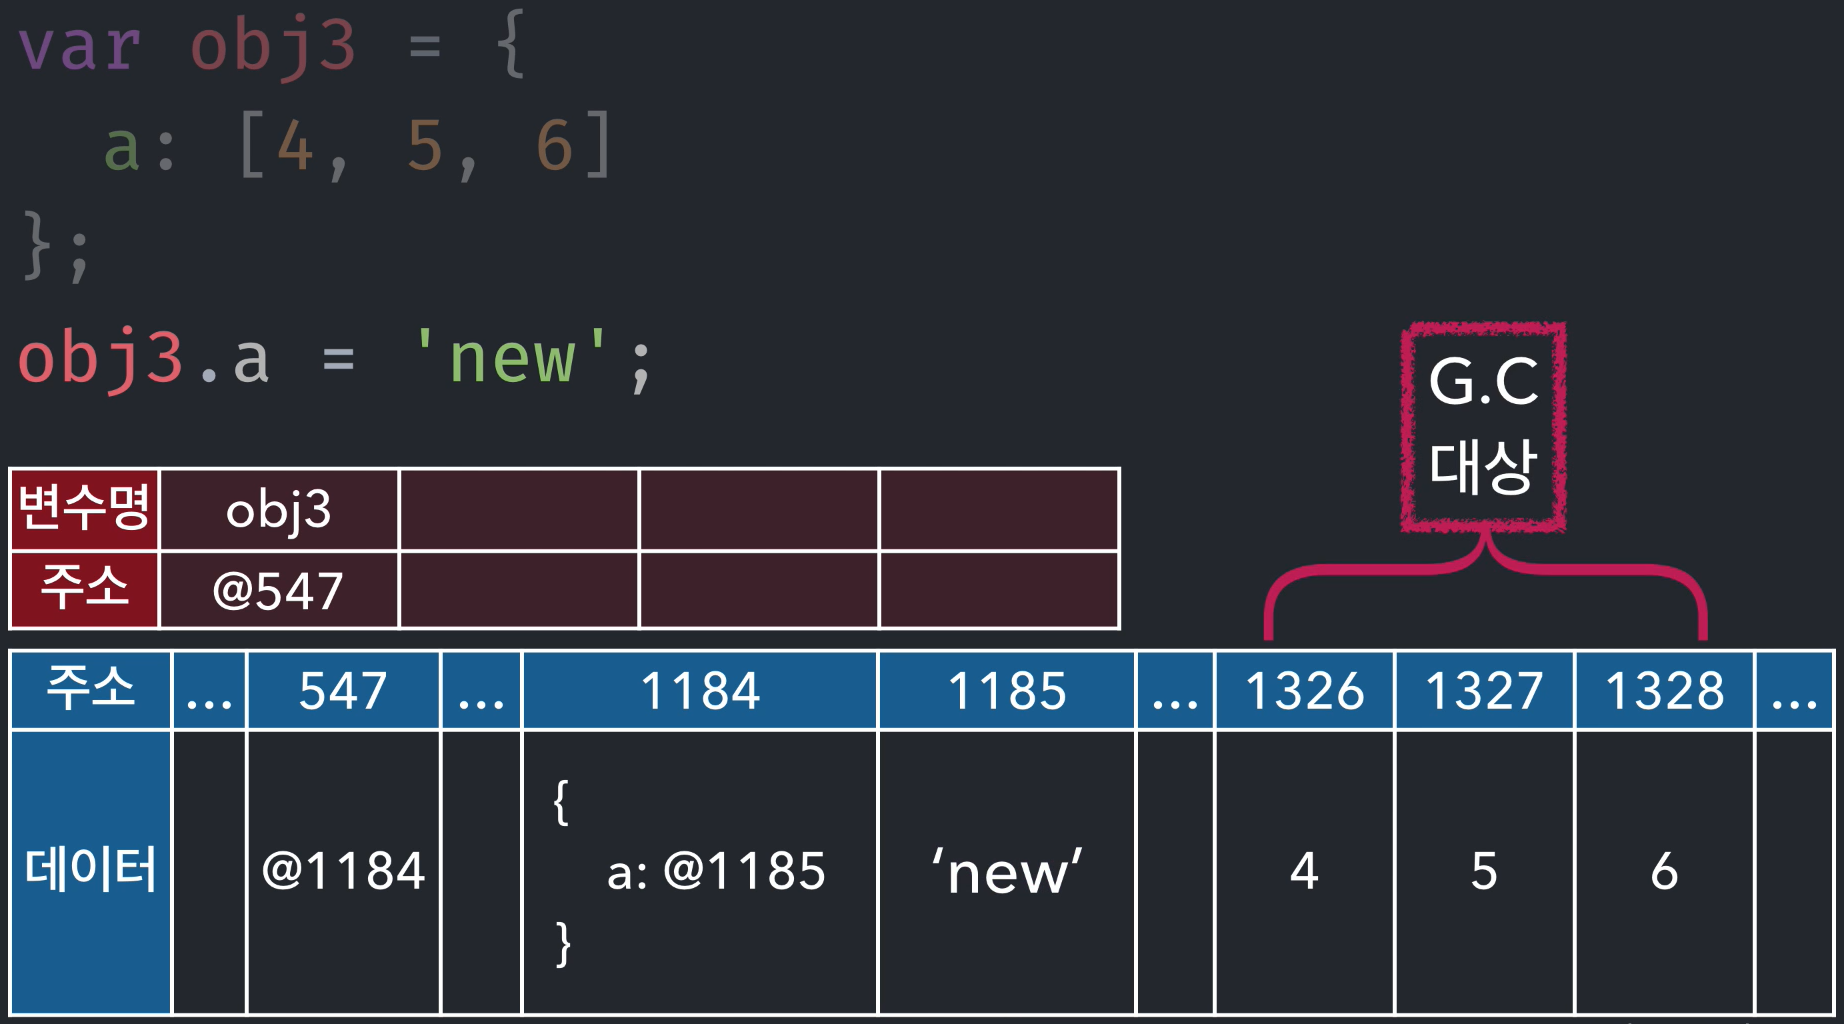 var obj3 = {
a: [4, 5, 6]
};
obj3.a = 'new';
G.C
대상
변수명 obj3
주소 @547
주소 ... 547 ... 1184 1185 ... 1326 1327 1328 ...
{
데이터 @1184 a: @1185 ‘new’ 4 5 6
}